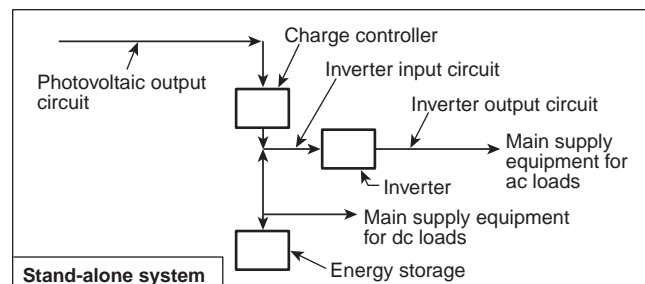 Charge controller
Photovoltaic output
circuit
Inverter input circuit
Inverter output circuit
Main supply
equipment for
ac loads
Inverter
Main supply equipment
for dc loads
Energy storage
Stand-alone system